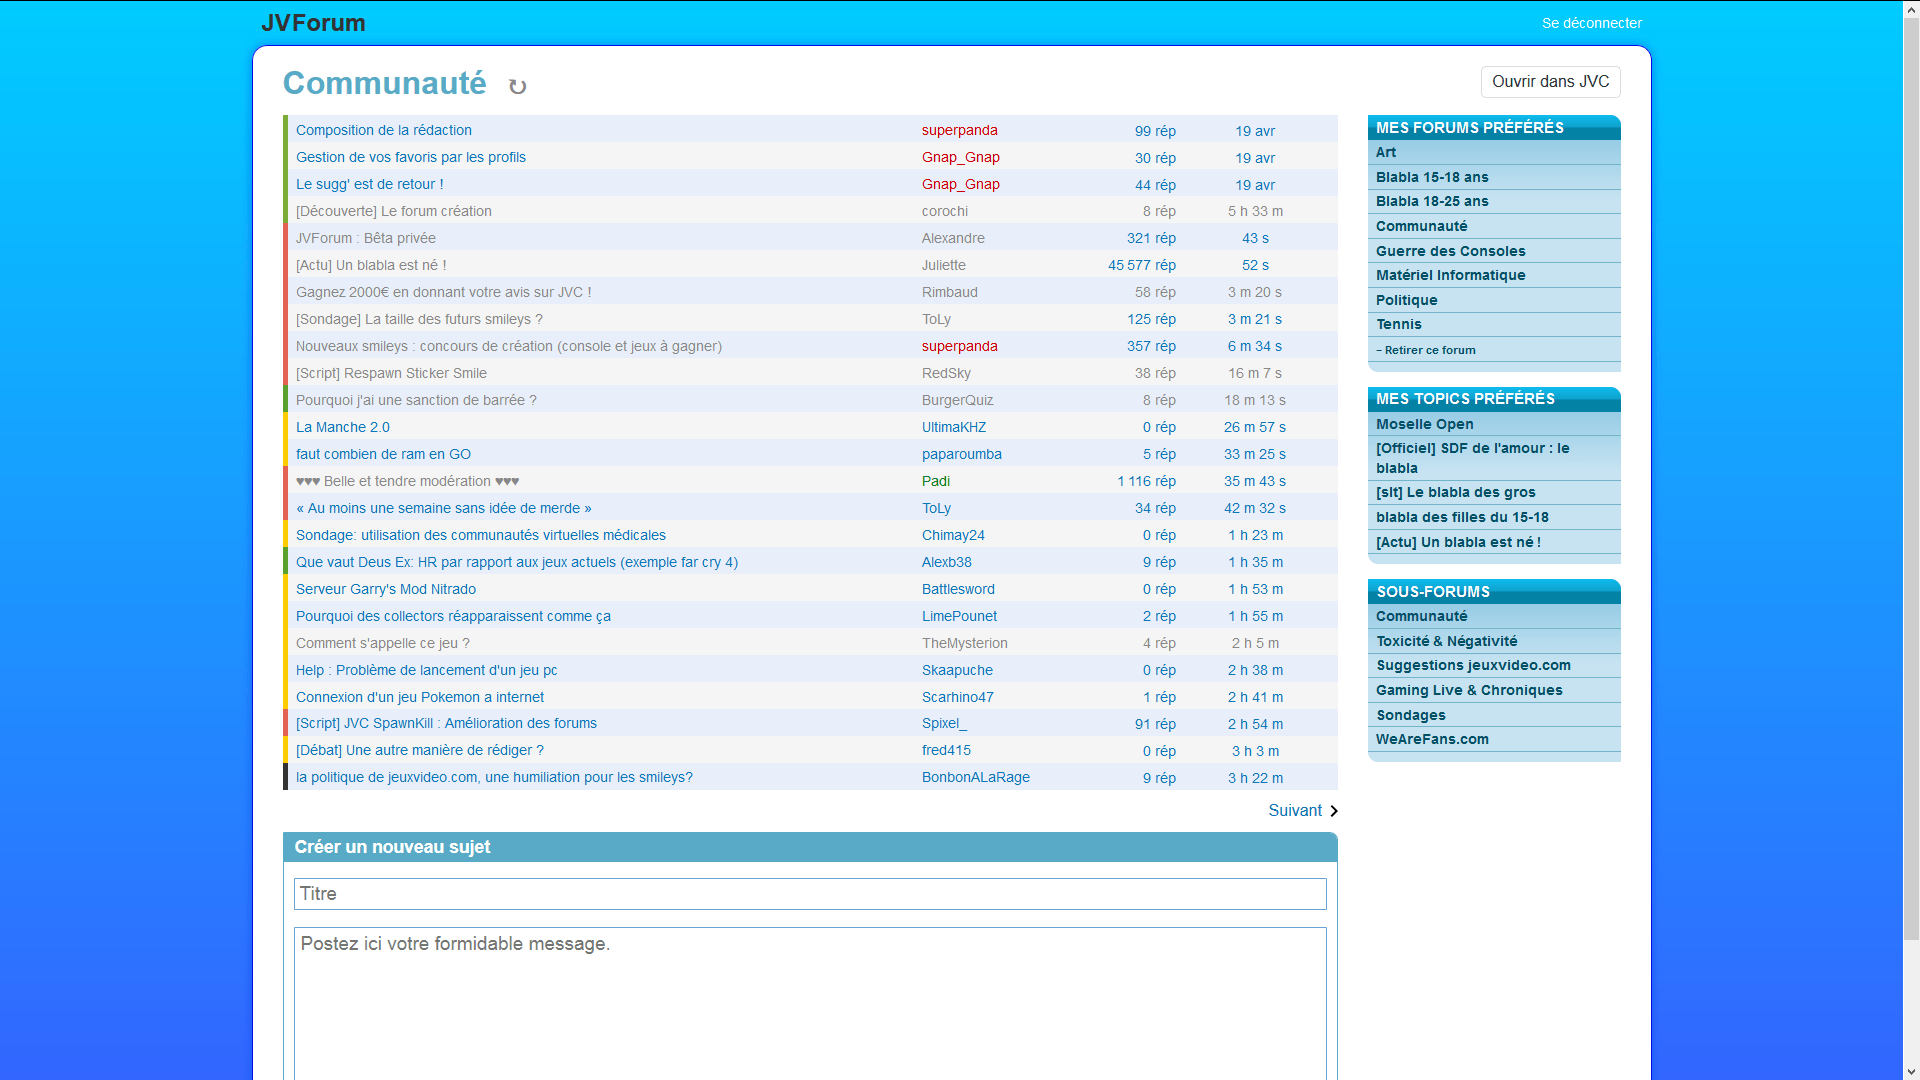 JVForum
Se déconnecter
Communauté ↻
Ouvrir dans JVC
Composition de la rédaction superpanda 99 rép 19 avr
Gestion de vos favoris par les profils Gnap_Gnap 30 rép 19 avr
Le sugg' est de retour ! Gnap_Gnap 44 rép 19 avr
[Découverte] Le forum création corochi 8 rép 5 h 33 m
JVForum : Bêta privée Alexandre 321 rép 43 s
[Actu] Un blabla est né ! Juliette 45 577 rép 52 s
Gagnez 2000€ en donnant votre avis sur JVC ! Rimbaud 58 rép 3 m 20 s
[Sondage] La taille des futurs smileys ? ToLy 125 rép 3 m 21 s
Nouveaux smileys : concours de création (console et jeux à gagner) superpanda 357 rép 6 m 34 s
[Script] Respawn Sticker Smile RedSky 38 rép 16 m 7 s
Pourquoi j'ai une sanction de barrée ? BurgerQuiz 8 rép 18 m 13 s
La Manche 2.0 UltimaKHZ 0 rép 26 m 57 s
faut combien de ram en GO paparoumba 5 rép 33 m 25 s
♥♥♥ Belle et tendre modération ♥♥♥ Padi 1 116 rép 35 m 43 s
« Au moins une semaine sans idée de merde » ToLy 34 rép 42 m 32 s
Sondage: utilisation des communautés virtuelles médicales Chimay24 0 rép 1 h 23 m
Que vaut Deus Ex: HR par rapport aux jeux actuels (exemple far cry 4) Alexb38 9 rép 1 h 35 m
Serveur Garry's Mod Nitrado Battlesword 0 rép 1 h 53 m
Pourquoi des collectors réapparaissent comme ça LimePounet 2 rép 1 h 55 m
Comment s'appelle ce jeu ? TheMysterion 4 rép 2 h 5 m
Help : Problème de lancement d'un jeu pc Skaapuche 0 rép 2 h 38 m
Connexion d'un jeu Pokemon a internet Scarhino47 1 rép 2 h 41 m
[Script] JVC SpawnKill : Amélioration des forums Spixel_ 91 rép 2 h 54 m
[Débat] Une autre manière de rédiger ? fred415 0 rép 3 h 3 m
la politique de jeuxvideo.com, une humiliation pour les smileys? BonbonALaRage 9 rép 3 h 22 m
Suivant
Créer un nouveau sujet
Titre
Postez ici votre formidable message.
MES FORUMS PRÉFÉRÉS
Art
Blabla 15-18 ans
Blabla 18-25 ans
Communauté
Guerre des Consoles
Matériel Informatique
Politique
Tennis
– Retirer ce forum
MES TOPICS PRÉFÉRÉS
Moselle Open
[Officiel] SDF de l'amour : le
blabla
[slt] Le blabla des gros
blabla des filles du 15-18
[Actu] Un blabla est né !
SOUS-FORUMS
Communauté
Toxicité & Négativité
Suggestions jeuxvideo.com
Gaming Live & Chroniques
Sondages
WeAreFans.com